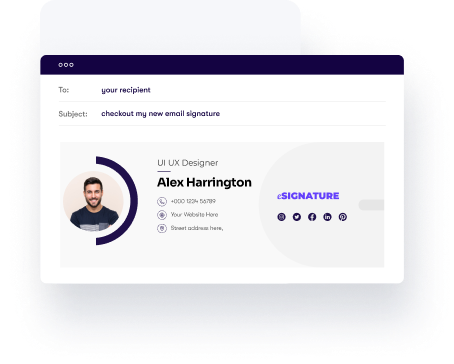 To: your recipient
Subject: checkout my new email signature
UI UX Designer
Alex Harrington
+000 1224 56789
Your Website Here
Street address here,
eSIGNATURE